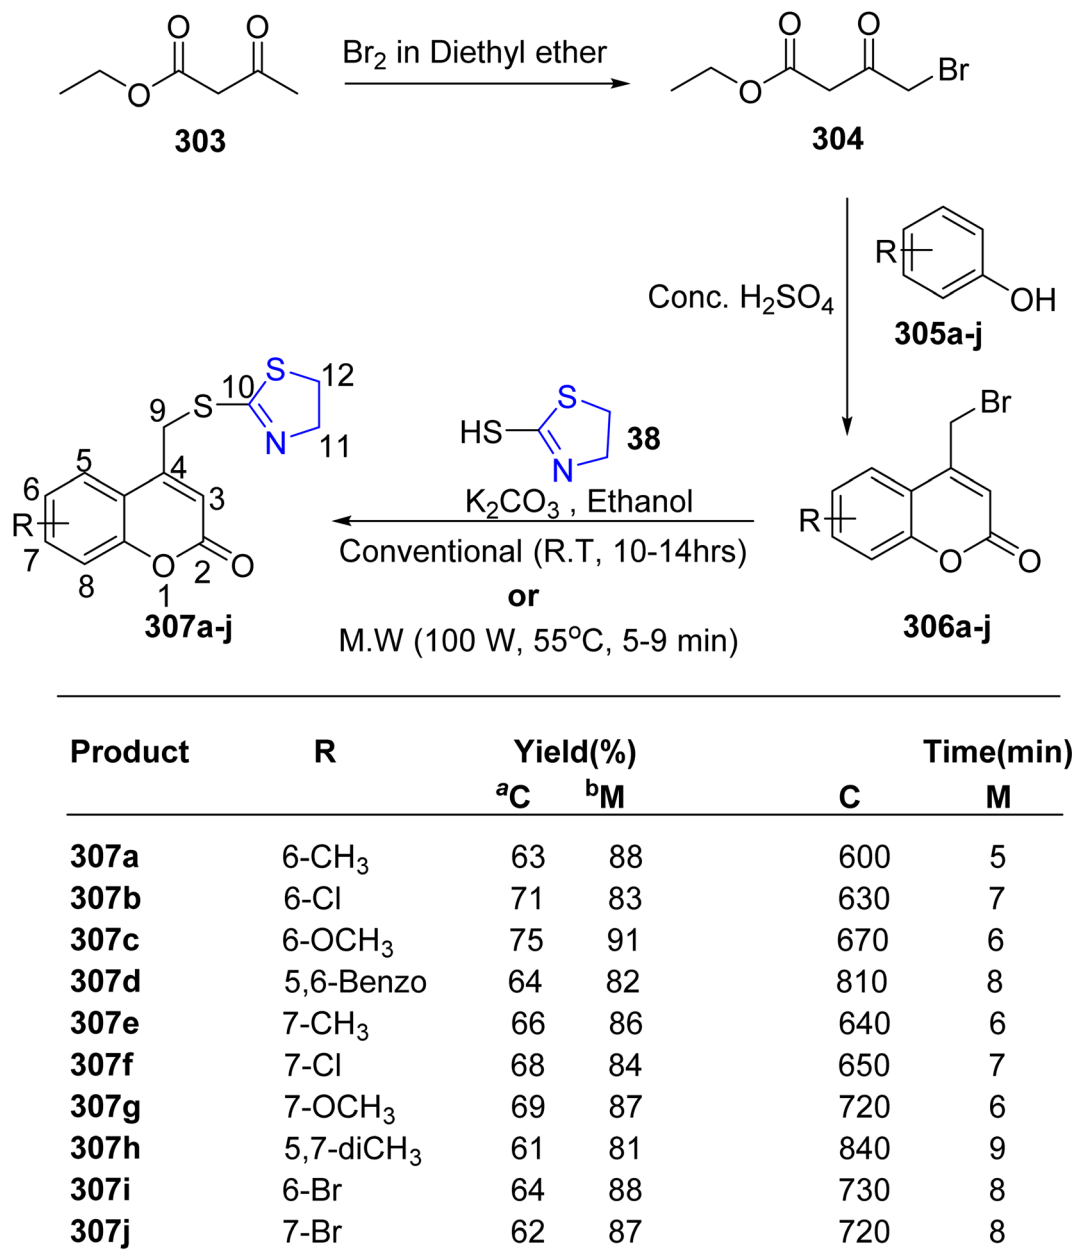 O O
O
303
Br2 in Diethyl ether
O O
O Br
304
Conc. H2SO4
R
OH
305a-j
S 12
10
9 S
N 11
5 4
6 3
R
7 8 O 2 O
1
307a-j
S
HS 38
N
K2CO3 , Ethanol
Conventional (R.T, 10-14hrs)
or
M.W (100 W, 55oC, 5-9 min)
Br
R
O O
306a-j
Product R Yield(%) Time(min)
aC bM C M
307a 6-CH3 63 88 600 5
307b 6-Cl 71 83 630 7
307c 6-OCH3 75 91 670 6
307d 5,6-Benzo 64 82 810 8
307e 7-CH3 66 86 640 6
307f 7-Cl 68 84 650 7
307g 7-OCH3 69 87 720 6
307h 5,7-diCH3 61 81 840 9
307i 6-Br 64 88 730 8
307j 7-Br 62 87 720 8